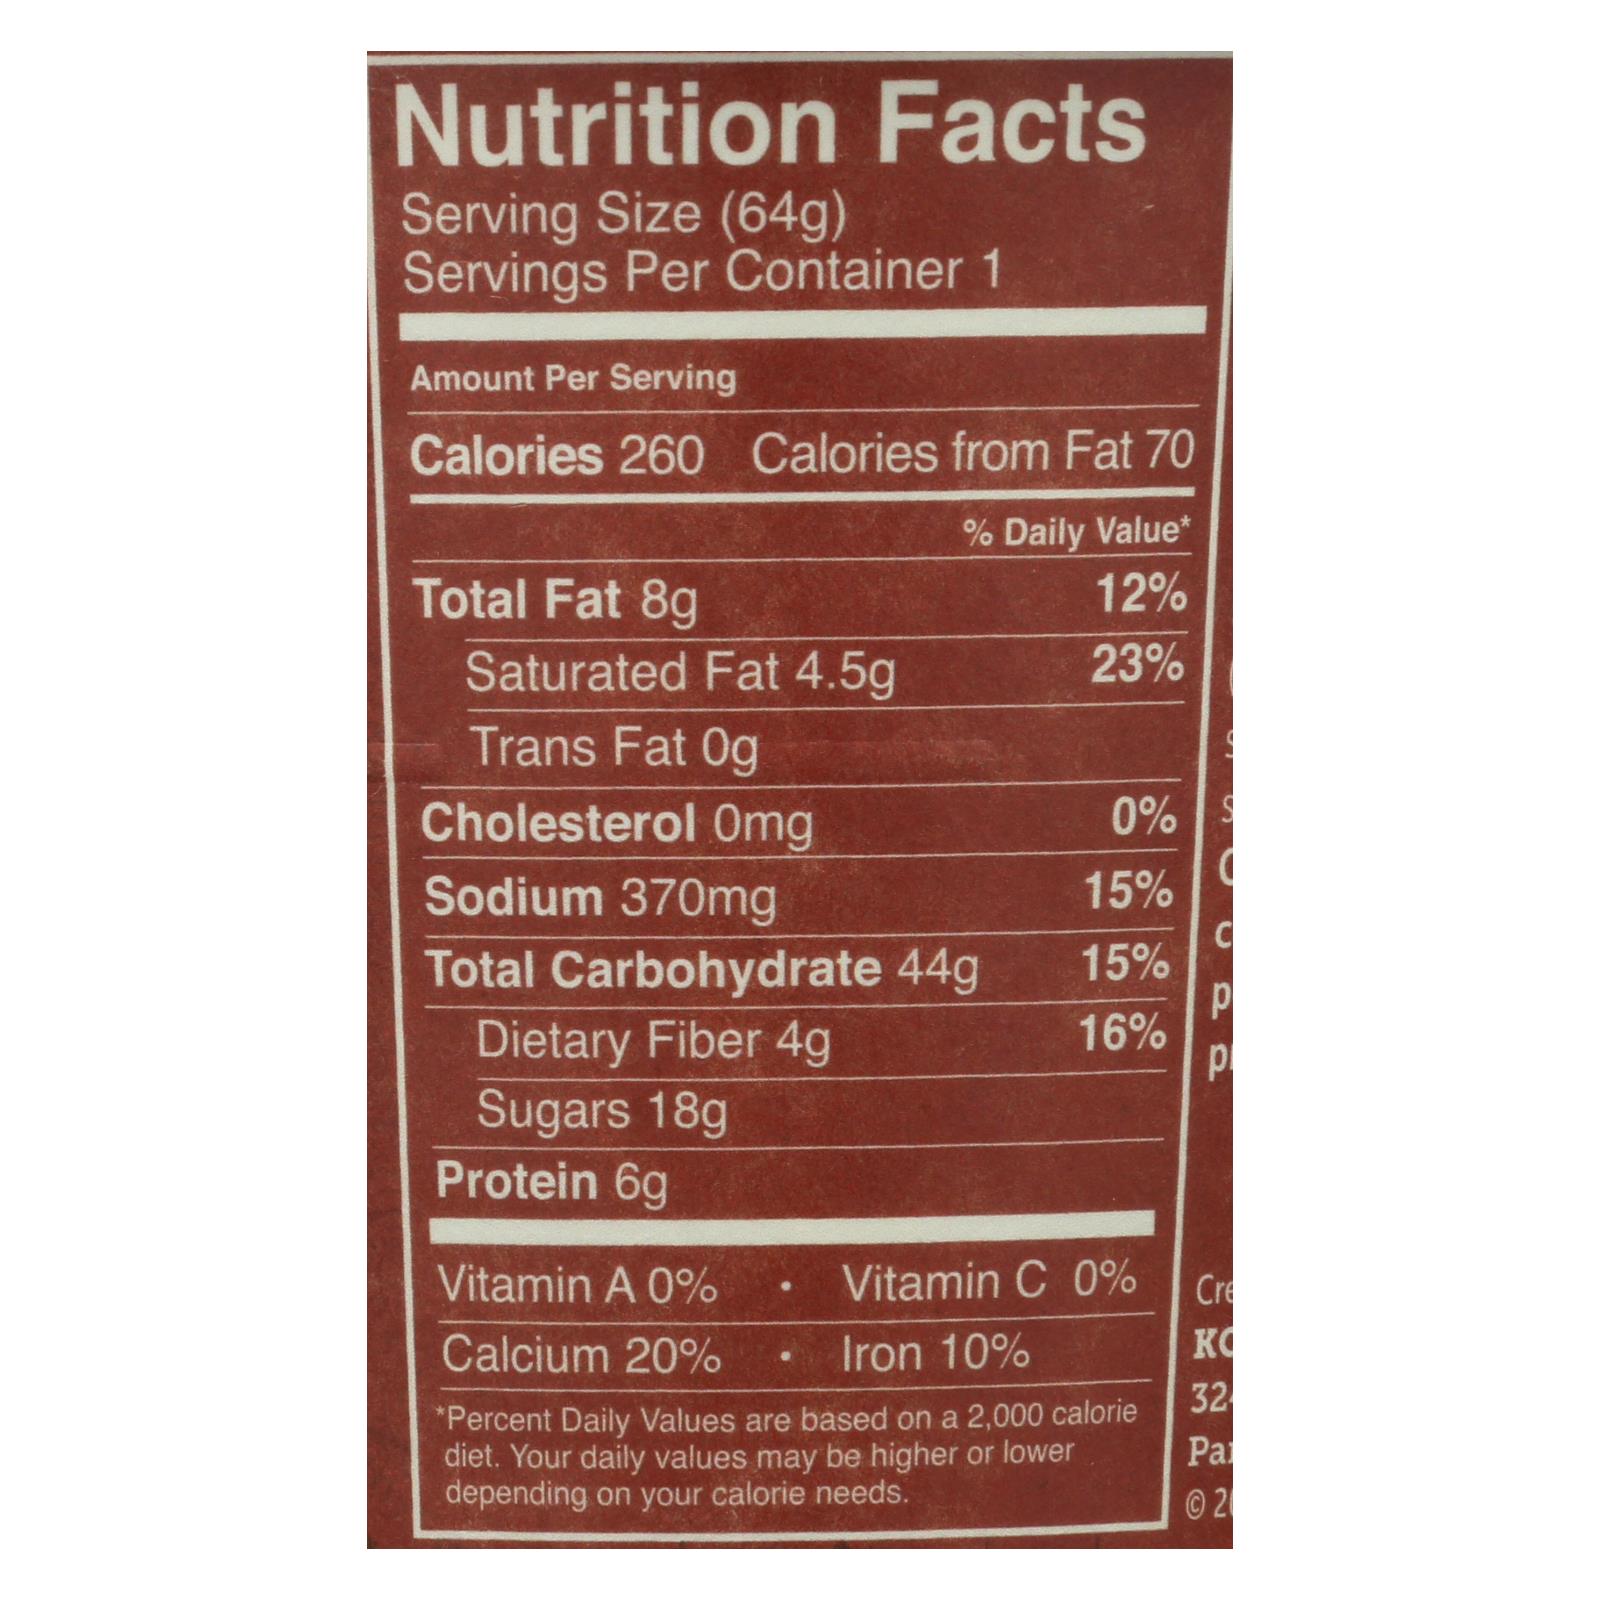 Nutrition Facts
Serving Size (64g)
Servings Per Container 1
Amount Per Serving
Calories 260 Calories from Fat 70
% Daily Value*
Total Fat 8g 12%
Saturated Fat 4.5g 23%
Trans Fat 0g
Cholesterol 0mg 0%
Sodium 370mg 15%
Total Carbohydrate 44g 15%
Dietary Fiber 4g 16%
Sugars 18g
Protein 6g
Vitamin A 0% • Vitamin C 0%
Calcium 20% • Iron 10%
*Percent Daily Values are based on a 2,000 calorie
diet. Your daily values may be higher or lower
depending on your calorie needs.